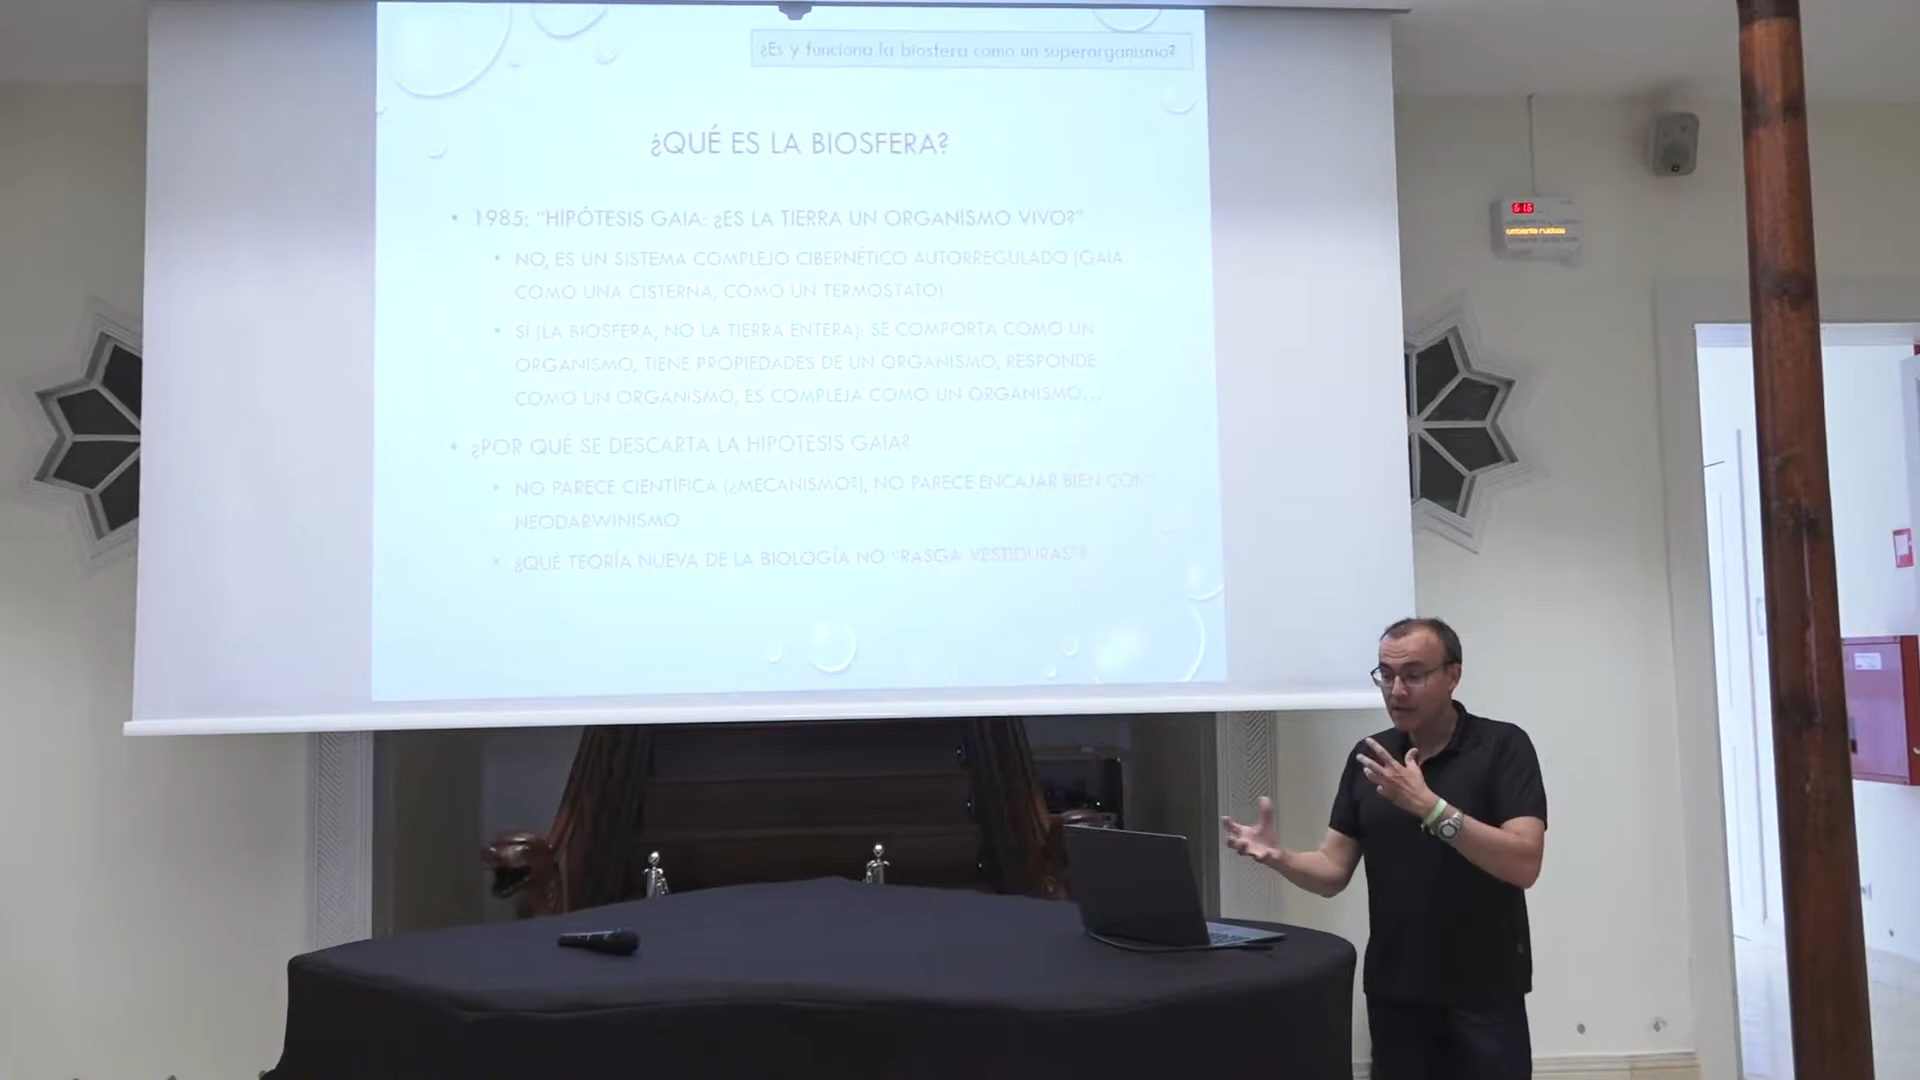 ¿Es y funciona la biosfera como un superorganismo?
¿QUÉ ES LA BIOSFERA?
• 1985: "HIPÓTESIS GAIA: ¿ES LA TIERRA UN ORGANISMO VIVO?"
• NO, ES UN SISTEMA COMPLEJO CIBERNÉTICO AUTORREGULADO (GAIA
COMO UNA CISTERNA, COMO UN TERMOSTATO)
• SÍ (LA BIOSFERA, NO LA TIERRA ENTERA): SE COMPORTA COMO UN
ORGANISMO, TIENE PROPIEDADES DE UN ORGANISMO, RESPONDE
COMO UN ORGANISMO, ES COMPLEJA COMO UN ORGANISMO...
• ¿POR QUÉ SE DESCARTA LA HIPÓTESIS GAIA?
• NO PARECE CIENTÍFICA (¿MECANISMO?), NO PARECE ENCAJAR BIEN CON
NEODARWINISMO
• ¿QUÉ TEORÍA NUEVA DE LA BIOLOGÍA NO "RASGA VESTIDURAS"?
61.5
ambiente ruidoso